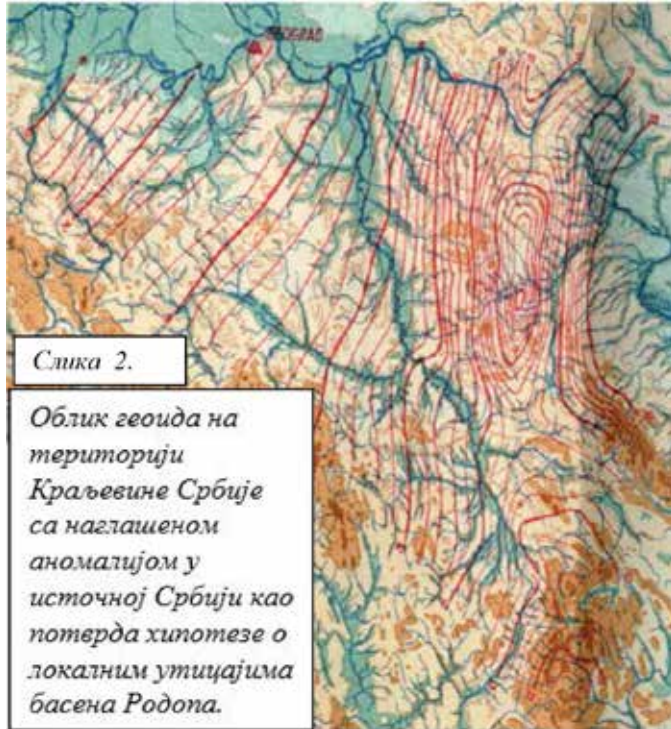 БЕОГРАД
Слика 2.
Облик геоида на
територији
Краљевине Србије
са наглашеном
аномалијом у
источној Србији као
потврда хипотезе о
локалним утицајима
басена Родопа.